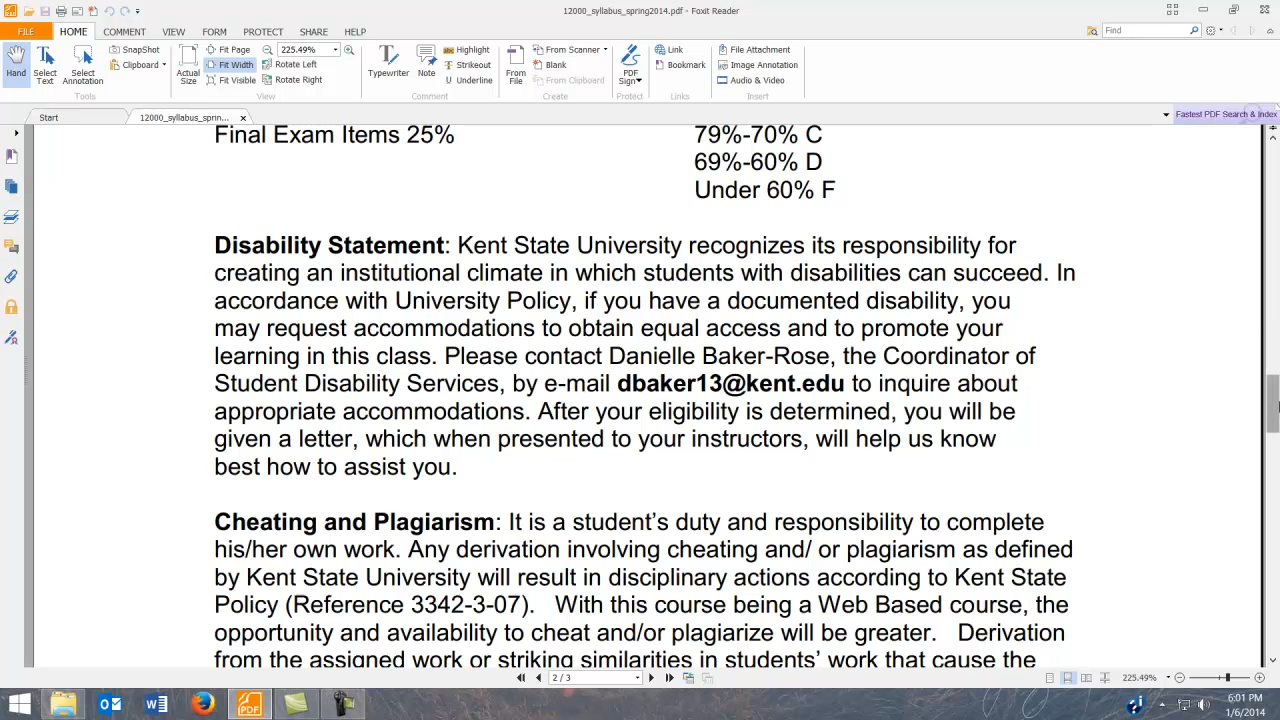 12000_syllabus_spring2014.pdf - Foxit Reader
FILE HOME COMMENT VIEW FORM PROTECT SHARE HELP
Find
Hand
Select Text
Select Annotation
SnapShot
Clipboard
Tools
Actual Size
Fit Page
Fit Width
Fit Visible
225.49%
Rotate Left
Rotate Right
View
Typewriter
Note
Highlight
Strikeout
Underline
Comment
From File
From Scanner
Blank
From Clipboard
Create
PDF Sign
Protect
Link
Bookmark
Links
File Attachment
Image Annotation
Audio & Video
Insert
Start
12000_syllabus_sprin...
Fastest PDF Search & Index
Final Exam Items 25% 79%-70% C
69%-60% D
Under 60% F
Disability Statement: Kent State University recognizes its responsibility for
creating an institutional climate in which students with disabilities can succeed. In
accordance with University Policy, if you have a documented disability, you
may request accommodations to obtain equal access and to promote your
learning in this class. Please contact Danielle Baker-Rose, the Coordinator of
Student Disability Services, by e-mail dbaker13@kent.edu to inquire about
appropriate accommodations. After your eligibility is determined, you will be
given a letter, which when presented to your instructors, will help us know
best how to assist you.
Cheating and Plagiarism: It is a student’s duty and responsibility to complete
his/her own work. Any derivation involving cheating and/ or plagiarism as defined
by Kent State University will result in disciplinary actions according to Kent State
Policy (Reference 3342-3-07). With this course being a Web Based course, the
opportunity and availability to cheat and/or plagiarize will be greater. Derivation
from the assigned work or striking similarities in students’ work that cause the
2 / 3
225.49%
6:01 PM
1/6/2014